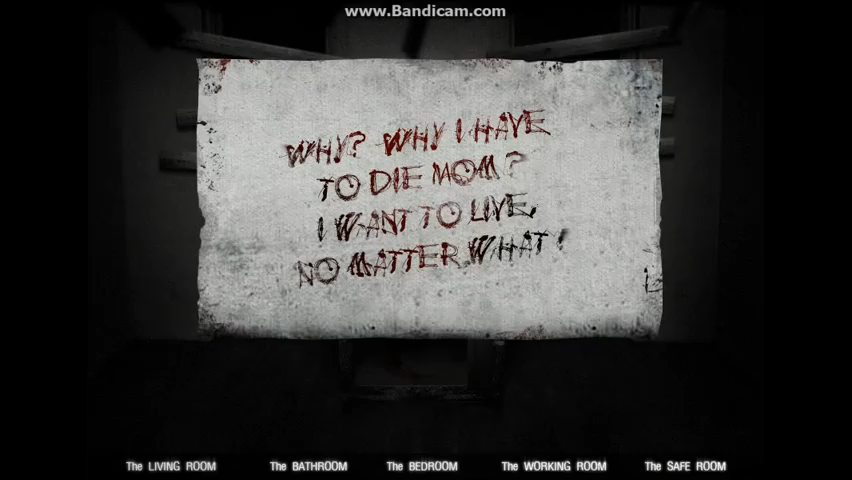 www.Bandicam.com
WHY? WHY I HAVE
TO DIE MOM?
I WANT TO LIVE,
NO MATTER WHAT!
The LIVING ROOM The BATHROOM The BEDROOM The WORKING ROOM The SAFE ROOM